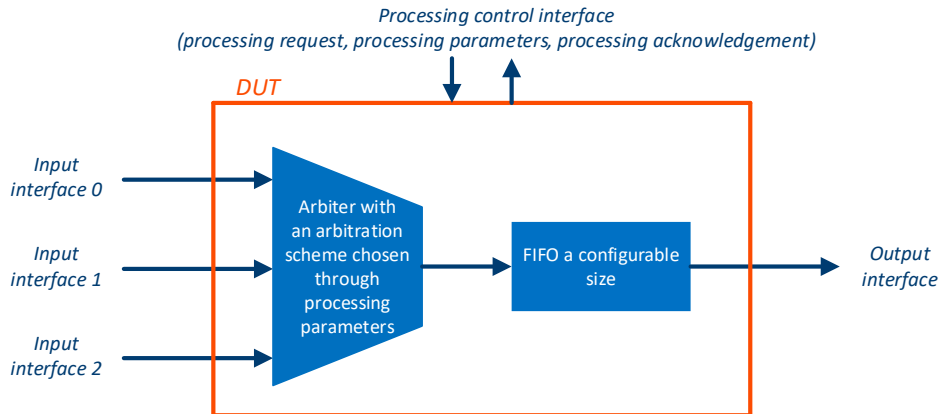 Processing control interface
(processing request, processing parameters, processing acknowledgement)
DUT
Input
interface 0
Arbiter with
an arbitration
scheme chosen
through
processing
parameters
Input
interface 1
FIFO a configurable
size
Output
interface
Input
interface 2